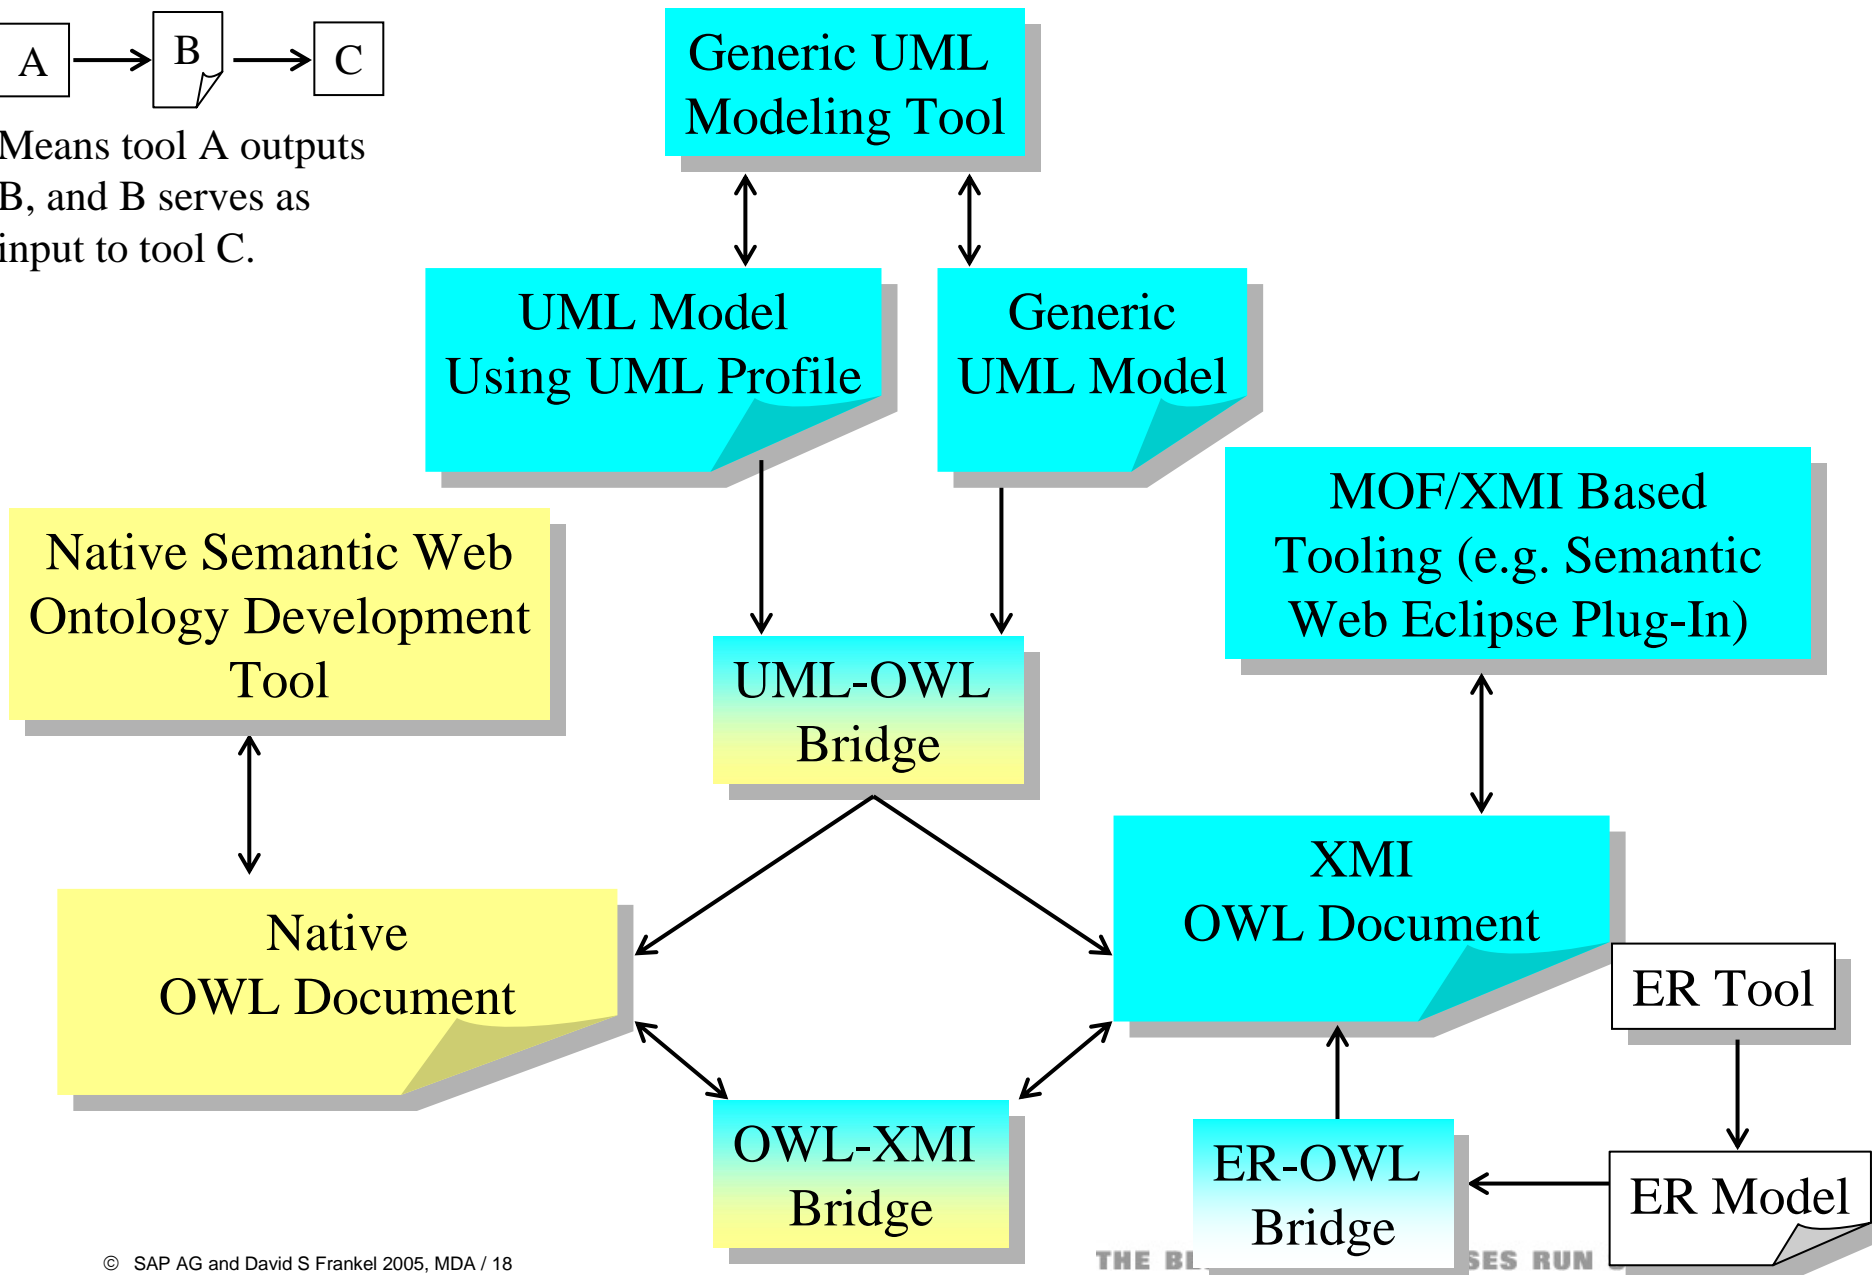 A
B
C
Means tool A outputs
B, and B serves as
input to tool C.
Generic UML
Modeling Tool
UML Model
Using UML Profile
Generic
UML Model
Native Semantic Web
Ontology Development
Tool
UML-OWL
Bridge
MOF/XMI Based
Tooling (e.g. Semantic
Web Eclipse Plug-In)
Native
OWL Document
XMI
OWL Document
ER Tool
OWL-XMI
Bridge
ER-OWL
Bridge
ER Model
© SAP AG and David S Frankel 2005, MDA / 18
THE
RUN